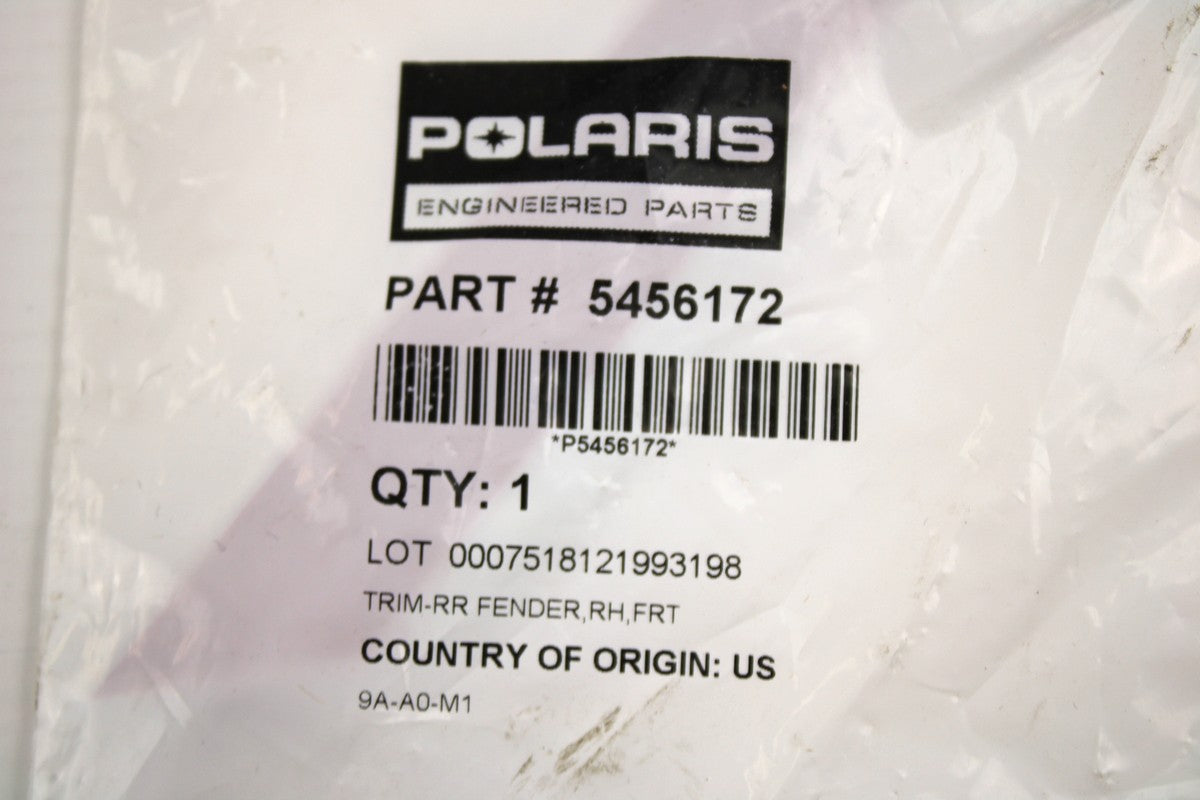 POLARIS
ENGINEERED PARTS
PART # 5456172
*P5456172*
QTY: 1
LOT 0007518121993198
TRIM-RR FENDER,RH,FRT
COUNTRY OF ORIGIN: US
9A-A0-M1